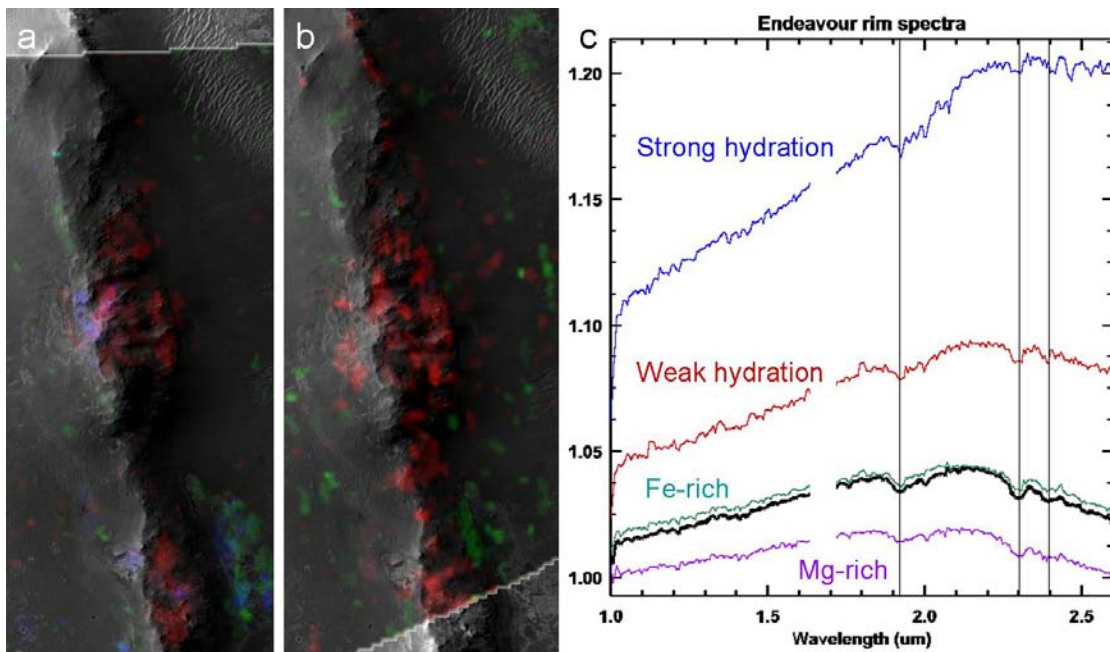 a
b
c
Endeavour rim spectra
1.20
1.15
1.10
1.05
1.00
Strong hydration
Weak hydration
Fe-rich
Mg-rich
1.0
1.5
2.0
2.5
Wavelength (um)